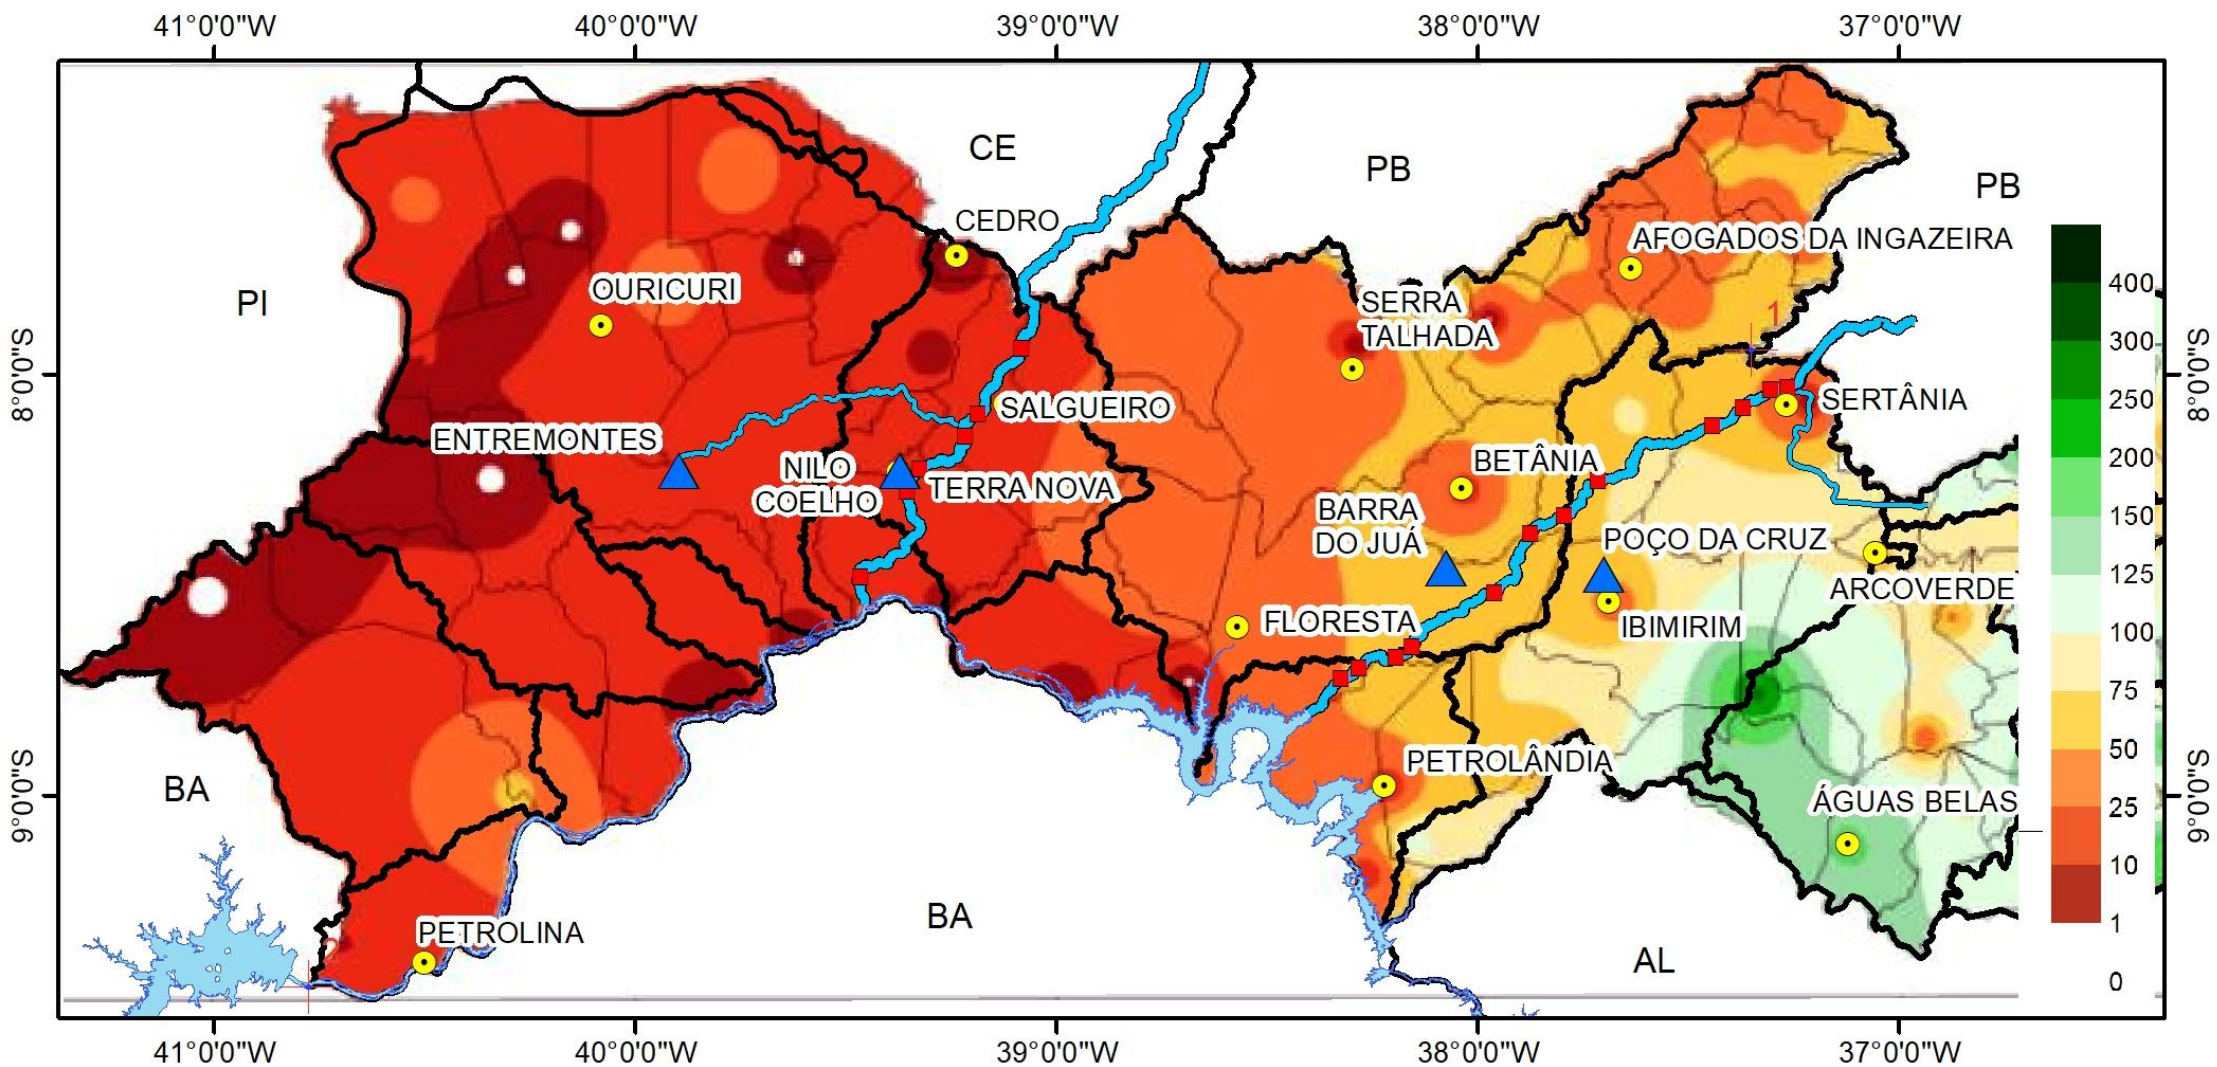 41°0'0"W
40°0'0"W
39°0'0"W
38°0'0"W
37°0'0"W
CE
PB
PB
CEDRO
AFOGADOS DA INGAZEIRA
PI
OURICURI
SERRA
TALHADA
1
400
300
250
200
150
125
100
75
50
25
10
1
0
8°0'0"S
8°0'0"S
SALGUEIRO
SERTÂNIA
ENTREMONTES
NILO
COELHO
TERRA NOVA
BETÂNIA
BARRA
DO JUÁ
POÇO DA CRUZ
ARCOVERDE
FLORESTA
IBIMIRIM
PETROLÂNDIA
BA
9°0'0"S
9°0'0"S
ÁGUAS BELAS
BA
PETROLINA
2
AL
41°0'0"W
40°0'0"W
39°0'0"W
38°0'0"W
37°0'0"W